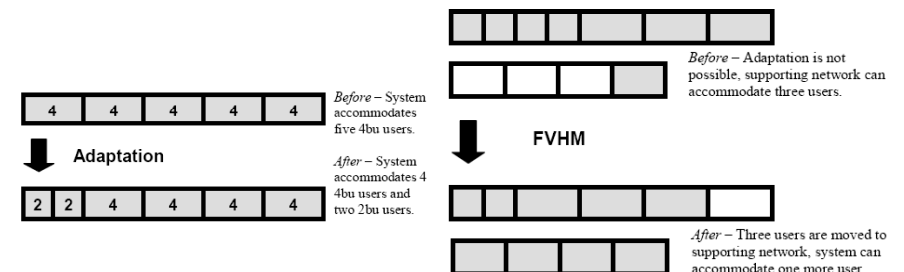 4 4 4 4 4
Before – System
accommodates
five 4bu users.
Adaptation
After – System
accommodates 4
4bu users and
two 2bu users.
2 2 4 4 4 4
Before – Adaptation is not
possible, supporting network can
accommodate three users.
FVHM
After – Three users are moved to
supporting network, system can
accommodate one more user